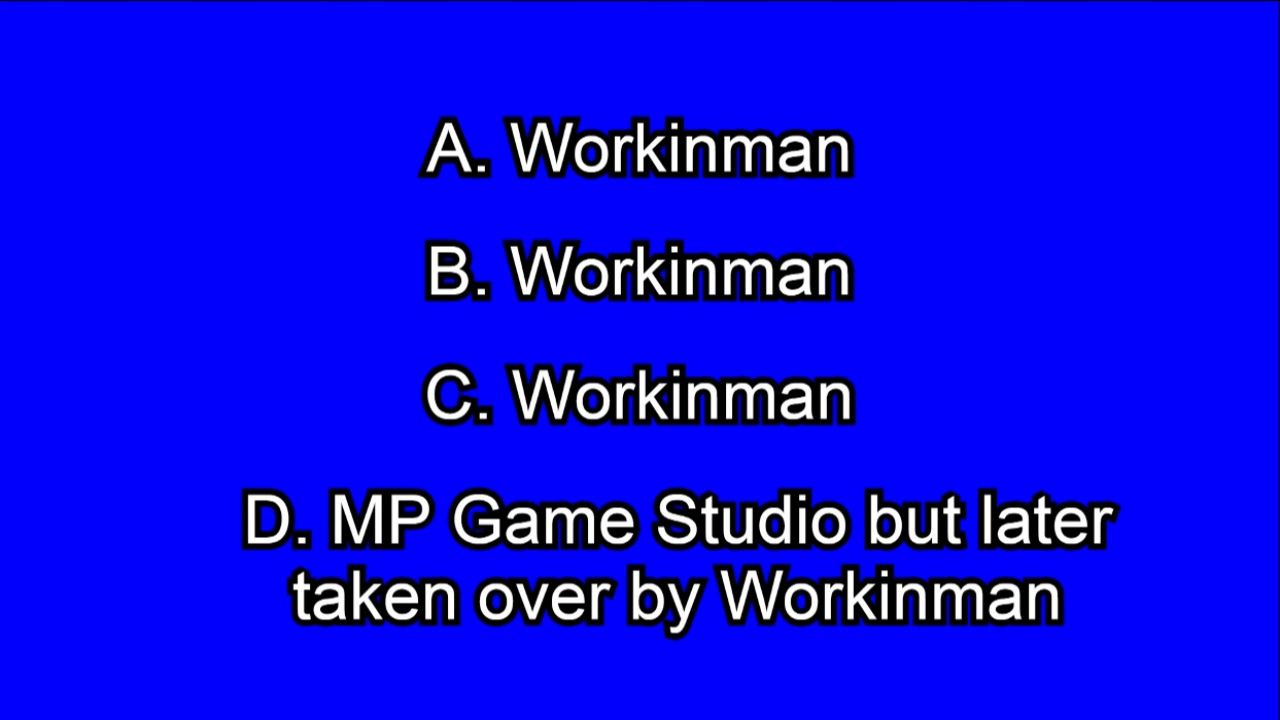 A. Workinman
B. Workinman
C. Workinman
D. MP Game Studio but later
taken over by Workinman